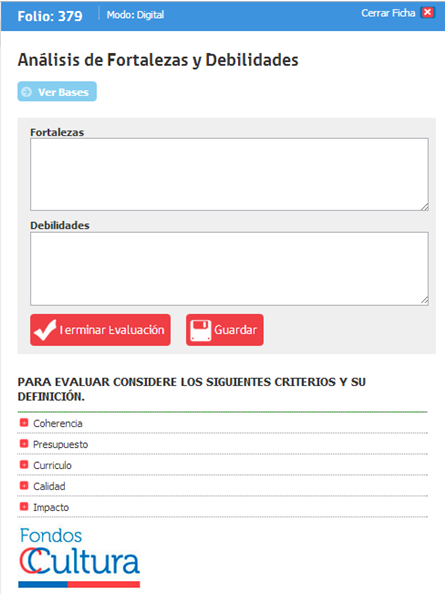 Folio: 379
Modo: Digital
Cerrar Ficha
Análisis de Fortalezas y Debilidades
Ver Bases
Fortalezas
Debilidades
Terminar Evaluación
Guardar
PARA EVALUAR CONSIDERE LOS SIGUIENTES CRITERIOS Y SU
DEFINICIÓN.
Coherencia
Presupuesto
Curriculo
Calidad
Impacto
Fondos
Cultura